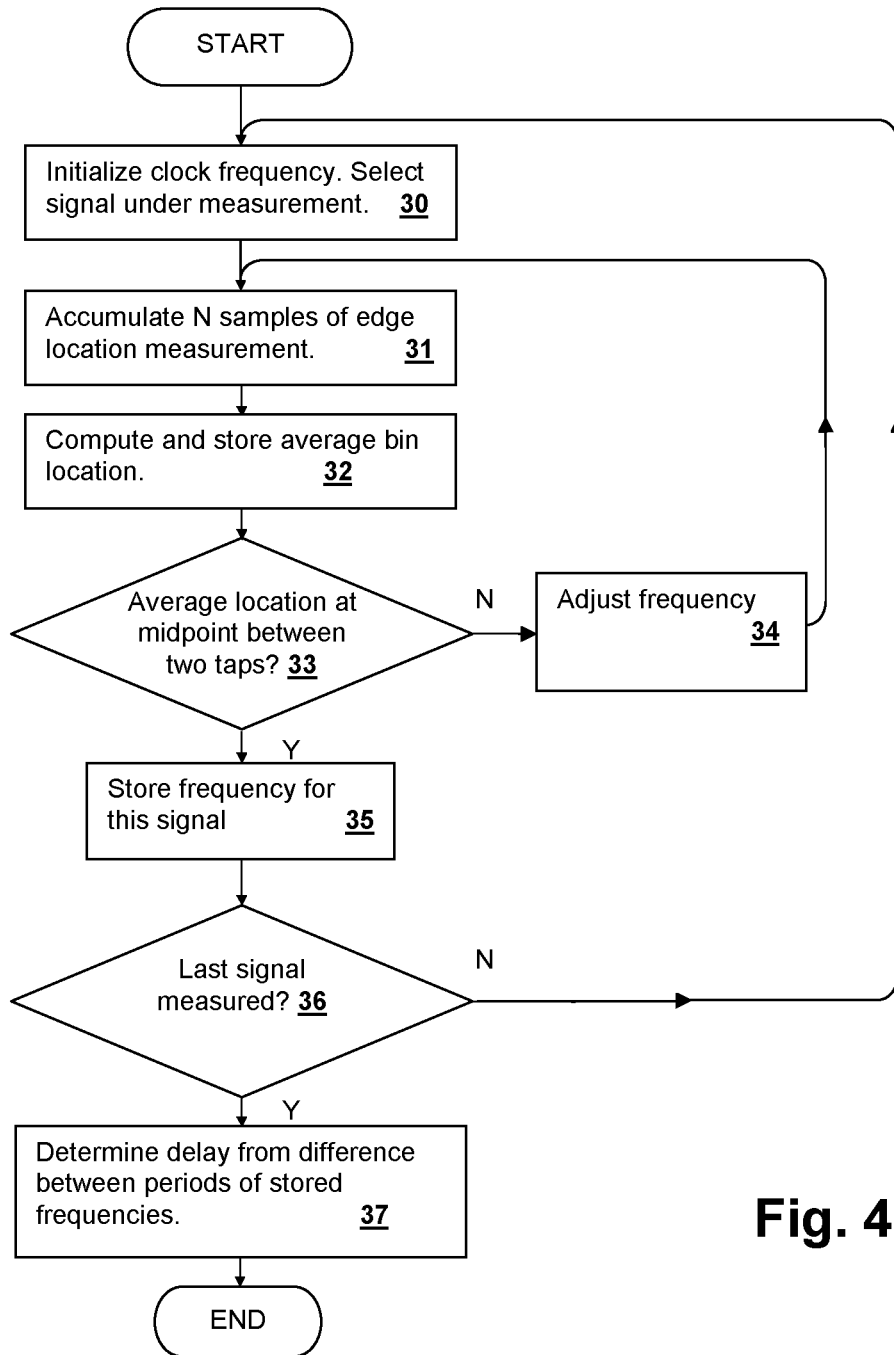 START
Initialize clock frequency. Select
signal under measurement. 30
Accumulate N samples of edge
location measurement. 31
Compute and store average bin
location. 32
Average location at
midpoint between
two taps? 33
N
Adjust frequency
34
Y
Store frequency for
this signal 35
Last signal
measured? 36
N
Y
Determine delay from difference
between periods of stored
frequencies. 37
Fig. 4
END